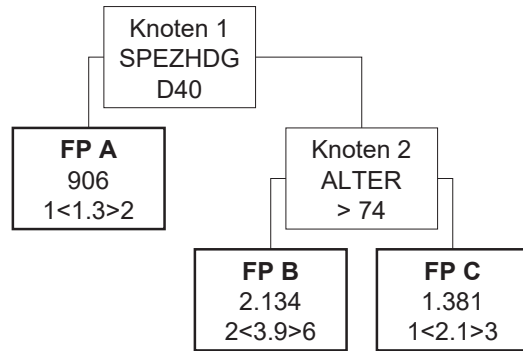 Knoten 1
SPEZHDG
D40
FP A
906
1<1.3>2
Knoten 2
ALTER
> 74
FP B
2.134
2<3.9>6
FP C
1.381
1<2.1>3